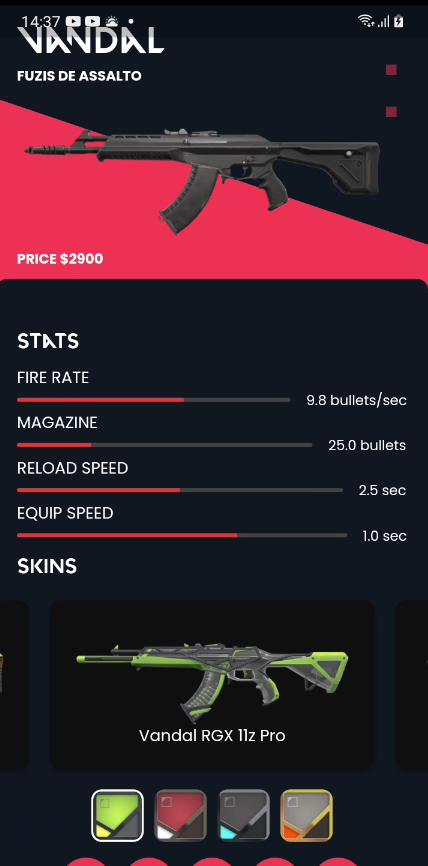 14:37
VANDAL
FUZIS DE ASSALTO
PRICE $2900
STATS
FIRE RATE
9.8 bullets/sec
MAGAZINE
25.0 bullets
RELOAD SPEED
2.5 sec
EQUIP SPEED
1.0 sec
SKINS
Vandal RGX 11z Pro